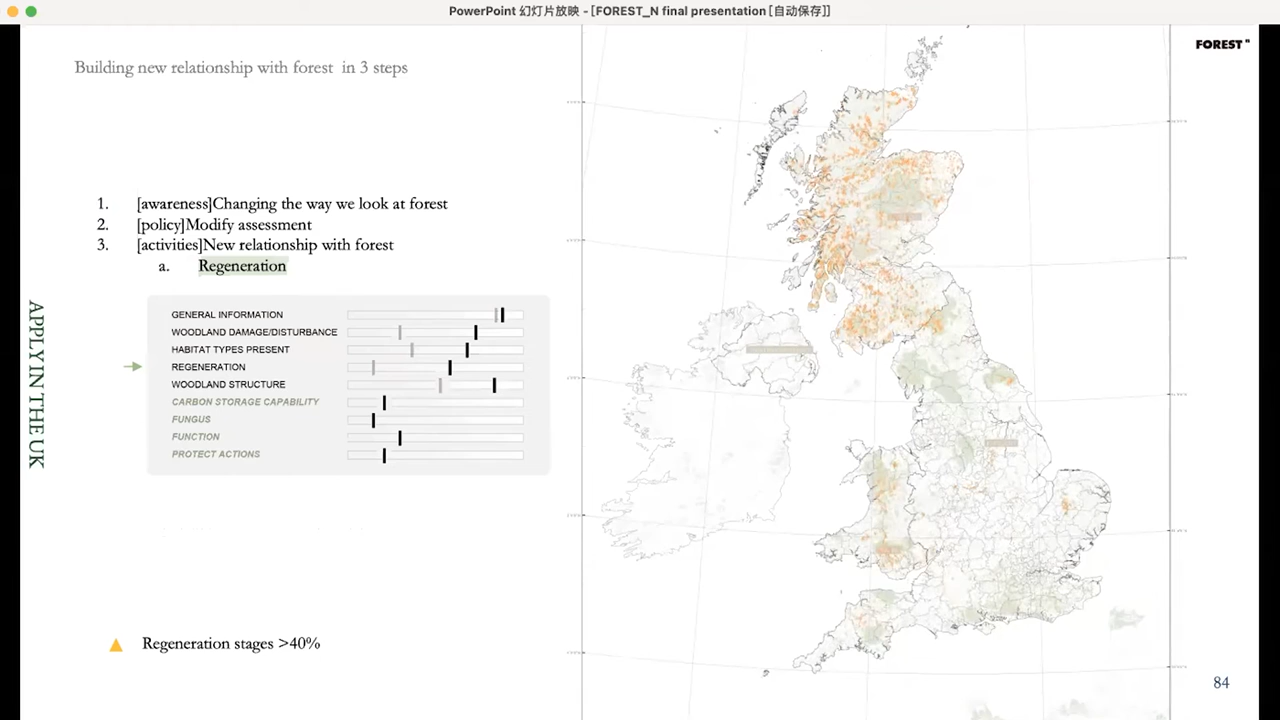 PowerPoint 幻灯片放映 - [FOREST_N final presentation [自动保存]]
FOREST N
Building new relationship with forest in 3 steps
1. [awareness]Changing the way we look at forest
2. [policy]Modify assessment
3. [activities]New relationship with forest
a. Regeneration
APPLY IN THE UK
GENERAL INFORMATION
WOODLAND DAMAGE/DISTURBANCE
HABITAT TYPES PRESENT
REGENERATION
WOODLAND STRUCTURE
CARBON STORAGE CAPABILITY
FUNGUS
FUNCTION
PROTECT ACTIONS
Regeneration stages >40%
84